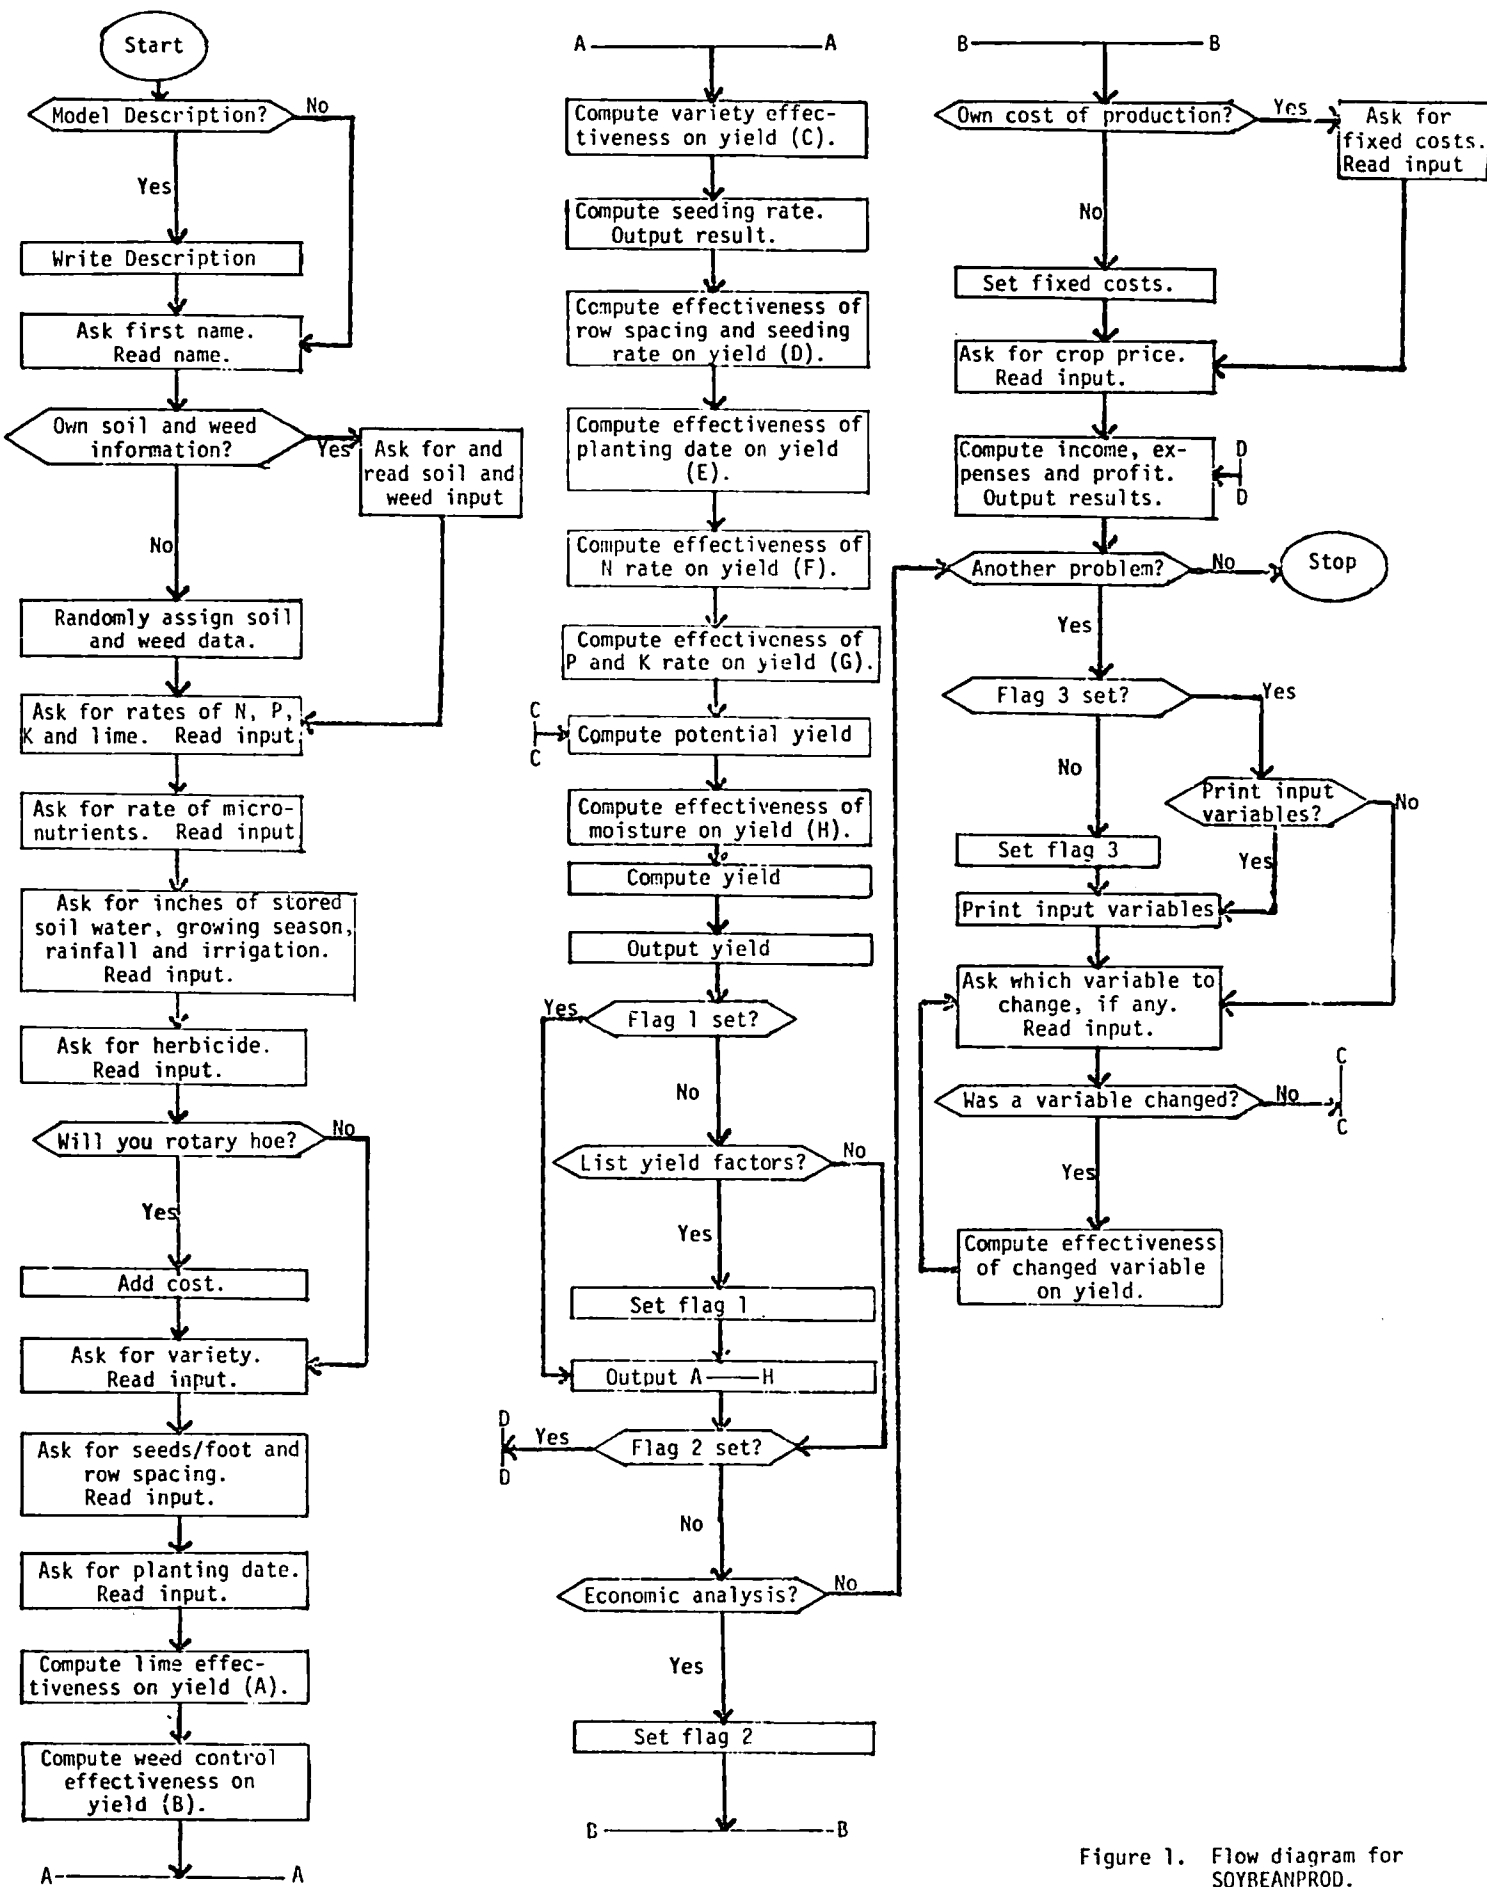 Start
Model Description?
No
Yes
Write Description
Ask first name.
Read name.
Own soil and weed
information?
Yes
Ask for and
read soil and
weed input
No
Randomly assign soil
and weed data.
Ask for rates of N, P,
K and lime. Read input
Ask for rate of micro-
nutrients. Read input
Ask for inches of stored
soil water, growing season,
rainfall and irrigation.
Read input.
Ask for herbicide.
Read input.
Will you rotary hoe?
No
Yes
Add cost.
Ask for variety.
Read input.
Ask for seeds/foot and
row spacing.
Read input.
Ask for planting date.
Read input.
Compute lime effec-
tiveness on yield (A).
Compute weed control
effectiveness on
yield (B).
A A
A A
Compute variety effec-
tiveness on yield (C).
Compute seeding rate.
Output result.
Compute effectiveness of
row spacing and seeding
rate on yield (D).
Compute effectiveness of
planting date on yield
(E).
Compute effectiveness of
N rate on yield (F).
Compute effectiveness of
P and K rate on yield (G).
C
C
Compute potential yield
Compute effectiveness of
moisture on yield (H).
Compute yield
Output yield
Yes
Flag 1 set?
No
List yield factors?
No
Yes
Set flag 1
Output A——H
D
D
Yes
Flag 2 set?
No
Economic analysis?
No
Yes
Set flag 2
B B
B B
Own cost of production?
Yes
Ask for
fixed costs.
Read input
No
Set fixed costs.
Ask for crop price.
Read input.
Compute income, ex-
penses and profit.
Output results.
D
D
Another problem?
No
Stop
Yes
Flag 3 set?
Yes
No
Print input
variables?
No
Yes
Set flag 3
Print input variables
Ask which variable to
change, if any.
Read input.
Was a variable changed?
No
C
C
Yes
Compute effectiveness
of changed variable
on yield.
Figure 1. Flow diagram for
SOYBEANPROD.